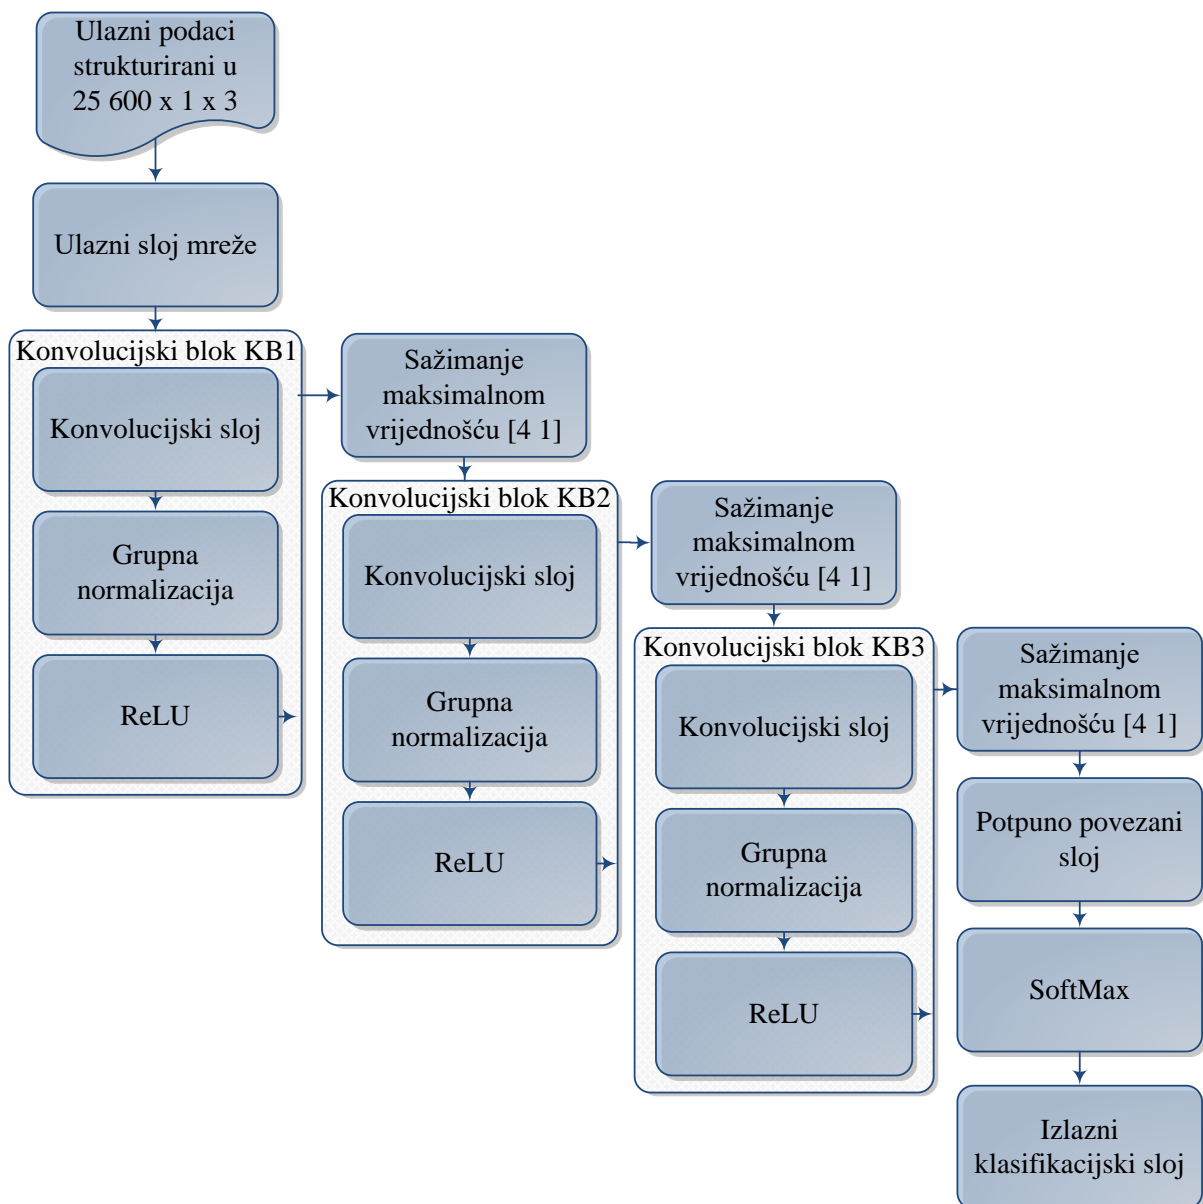 Ulazni podaci
strukturirani u
25 600 x 1 x 3
Ulazni sloj mreže
Konvolucijski blok KB1
Konvolucijski sloj
Grupna
normalizacija
ReLU
Sažimanje
maksimalnom
vrijednošću [4 1]
Konvolucijski blok KB2
Konvolucijski sloj
Grupna
normalizacija
ReLU
Sažimanje
maksimalnom
vrijednošću [4 1]
Konvolucijski blok KB3
Konvolucijski sloj
Grupna
normalizacija
ReLU
Sažimanje
maksimalnom
vrijednošću [4 1]
Potpuno povezani
sloj
SoftMax
Izlazni
klasifikacijski sloj